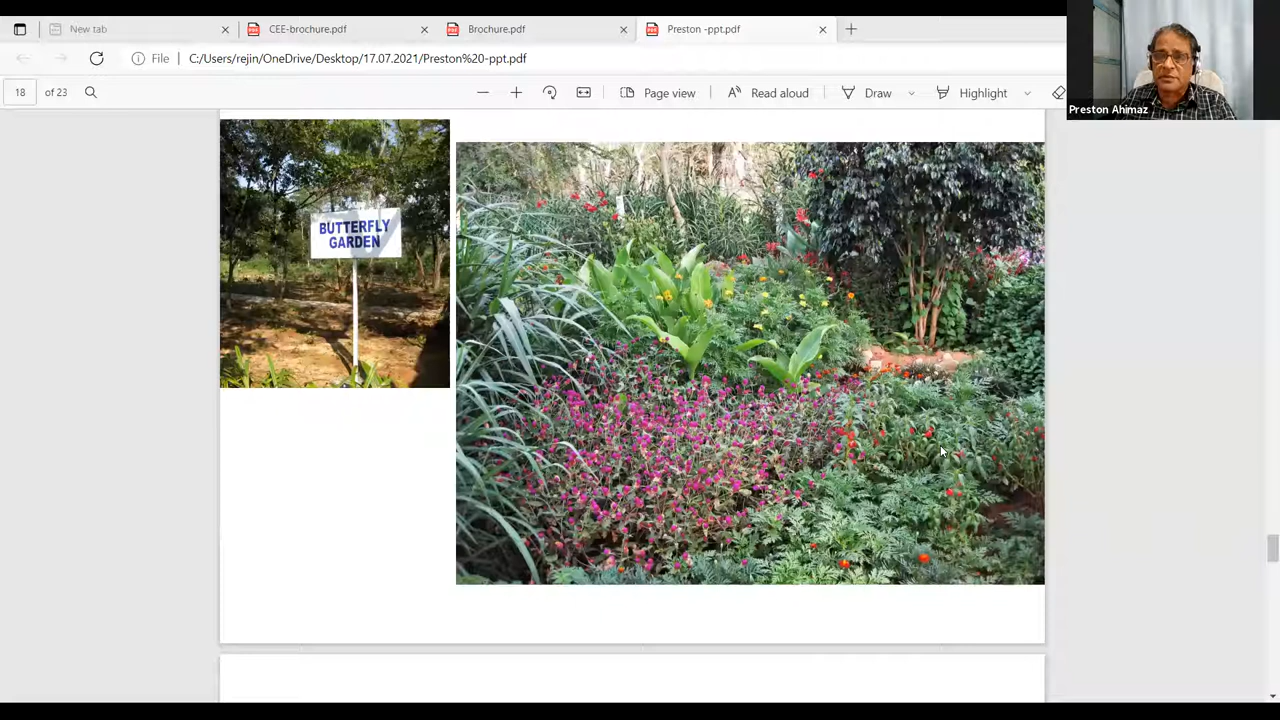 New tab
CEE-brochure.pdf
Brochure.pdf
Preston -ppt.pdf
File
C:/Users/rejin/OneDrive/Desktop/17.07.2021/Preston%20-ppt.pdf
18 of 23
Page view
Read aloud
Draw
Highlight
Preston Ahimaz
BUTTERFLY
GARDEN